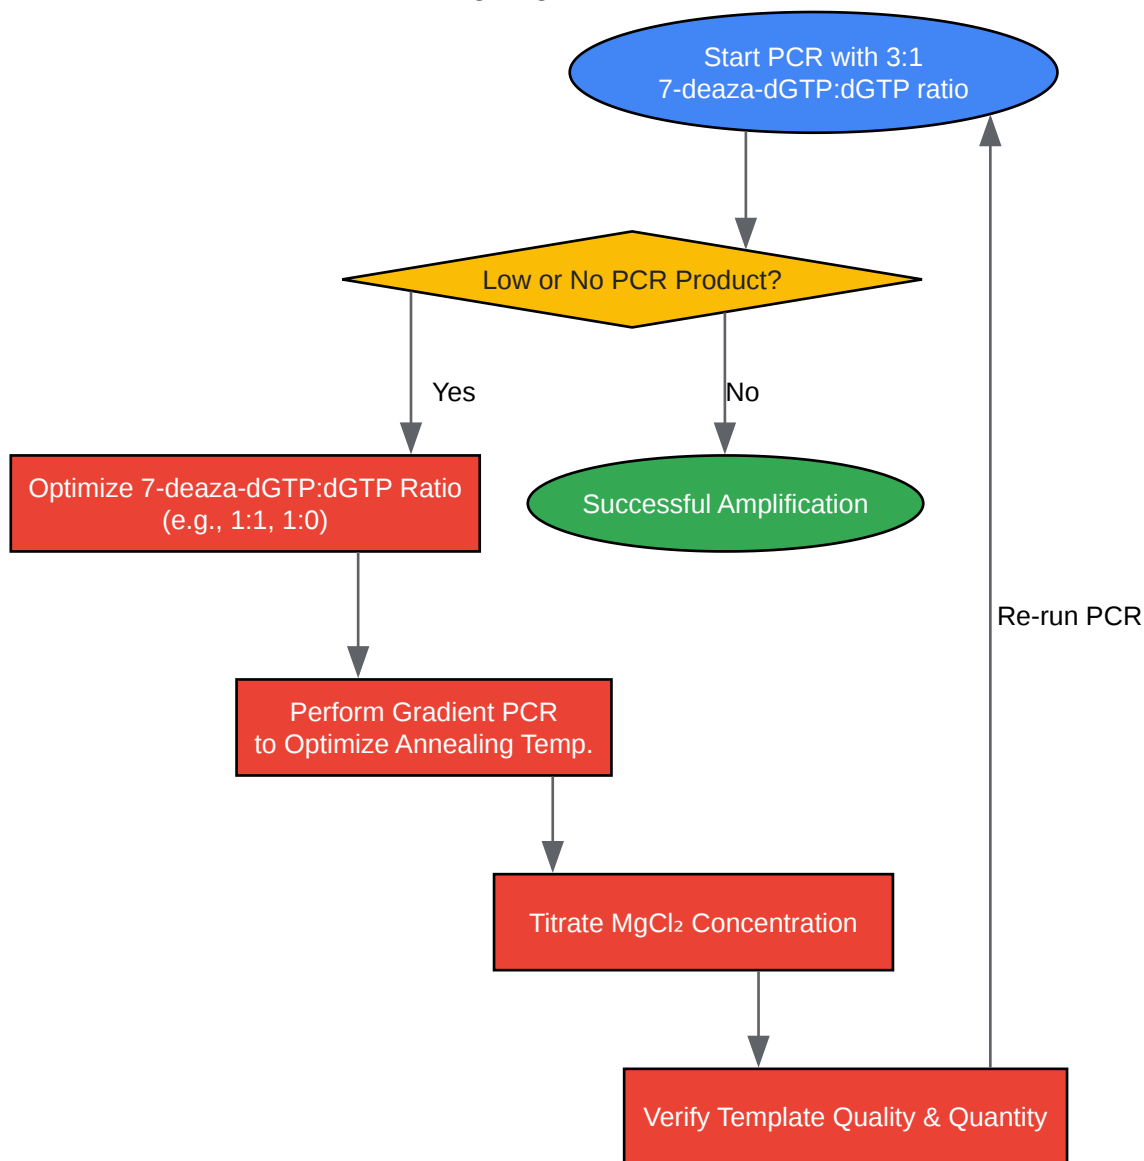 Start PCR with 3:1
7-deaza-dGTP:dGTP ratio
Low or No PCR Product?
Yes
No
Optimize 7-deaza-dGTP:dGTP Ratio
(e.g., 1:1, 1:0)
Successful Amplification
Re-run PCR
Perform Gradient PCR
to Optimize Annealing Temp.
Titrate MgCl₂ Concentration
Verify Template Quality & Quantity